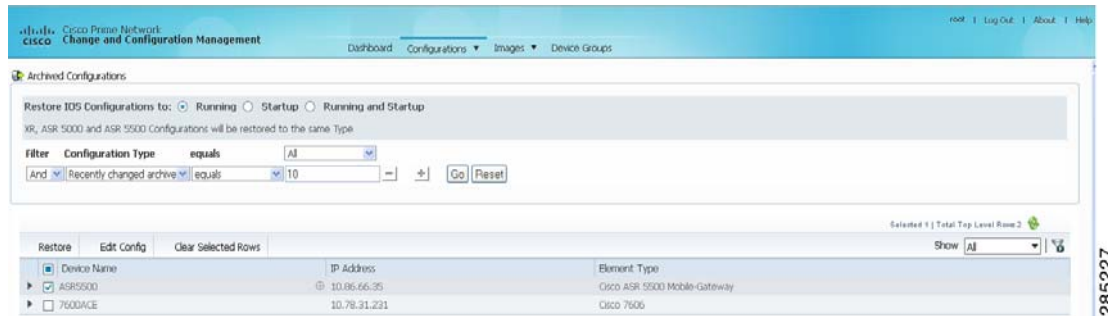 root | Log Out | About | Help
Cisco Prime Network
CISCO Change and Configuration Management
Dashboard Configurations Images Device Groups
Archived Configurations
Restore IOS Configurations to: Running Startup Running and Startup
XR, ASR 5000 and ASR 5500 Configurations will be restored to the same Type
Filter Configuration Type equals All
And Recently changed archive equals 10 Go Reset
Selected 1 | Total Top Level Rows 2
Restore Edit Config Clear Selected Rows Show All
Device Name IP Address Element Type
ASR5500 10.86.66.35 Cisco ASR 5500 Mobile-Gateway
7600ACE 10.78.31.231 Cisco 7606
285227